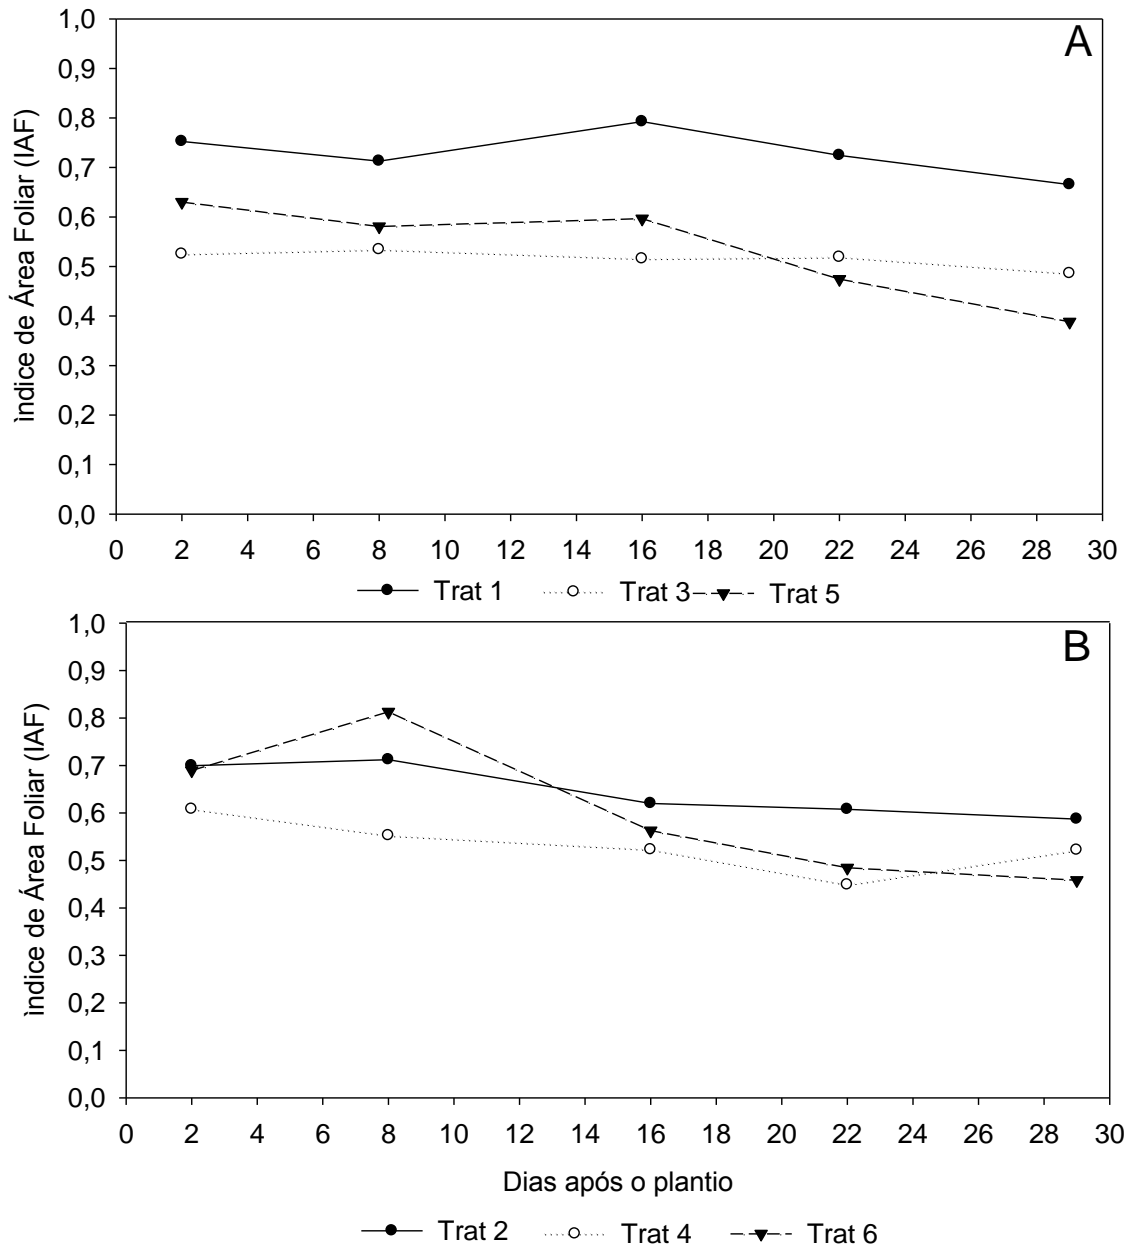 A
1,0
0,9
0,8
0,7
0,6
0,5
0,4
0,3
0,2
0,1
0,0
ìndice de Área Foliar (IAF)
0 2 4 6 8 10 12 14 16 18 20 22 24 26 28 30
Trat 1 Trat 3 Trat 5
B
1,0
0,9
0,8
0,7
0,6
0,5
0,4
0,3
0,2
0,1
0,0
ìndice de Área Foliar (IAF)
0 2 4 6 8 10 12 14 16 18 20 22 24 26 28 30
Dias após o plantio
Trat 2 Trat 4 Trat 6